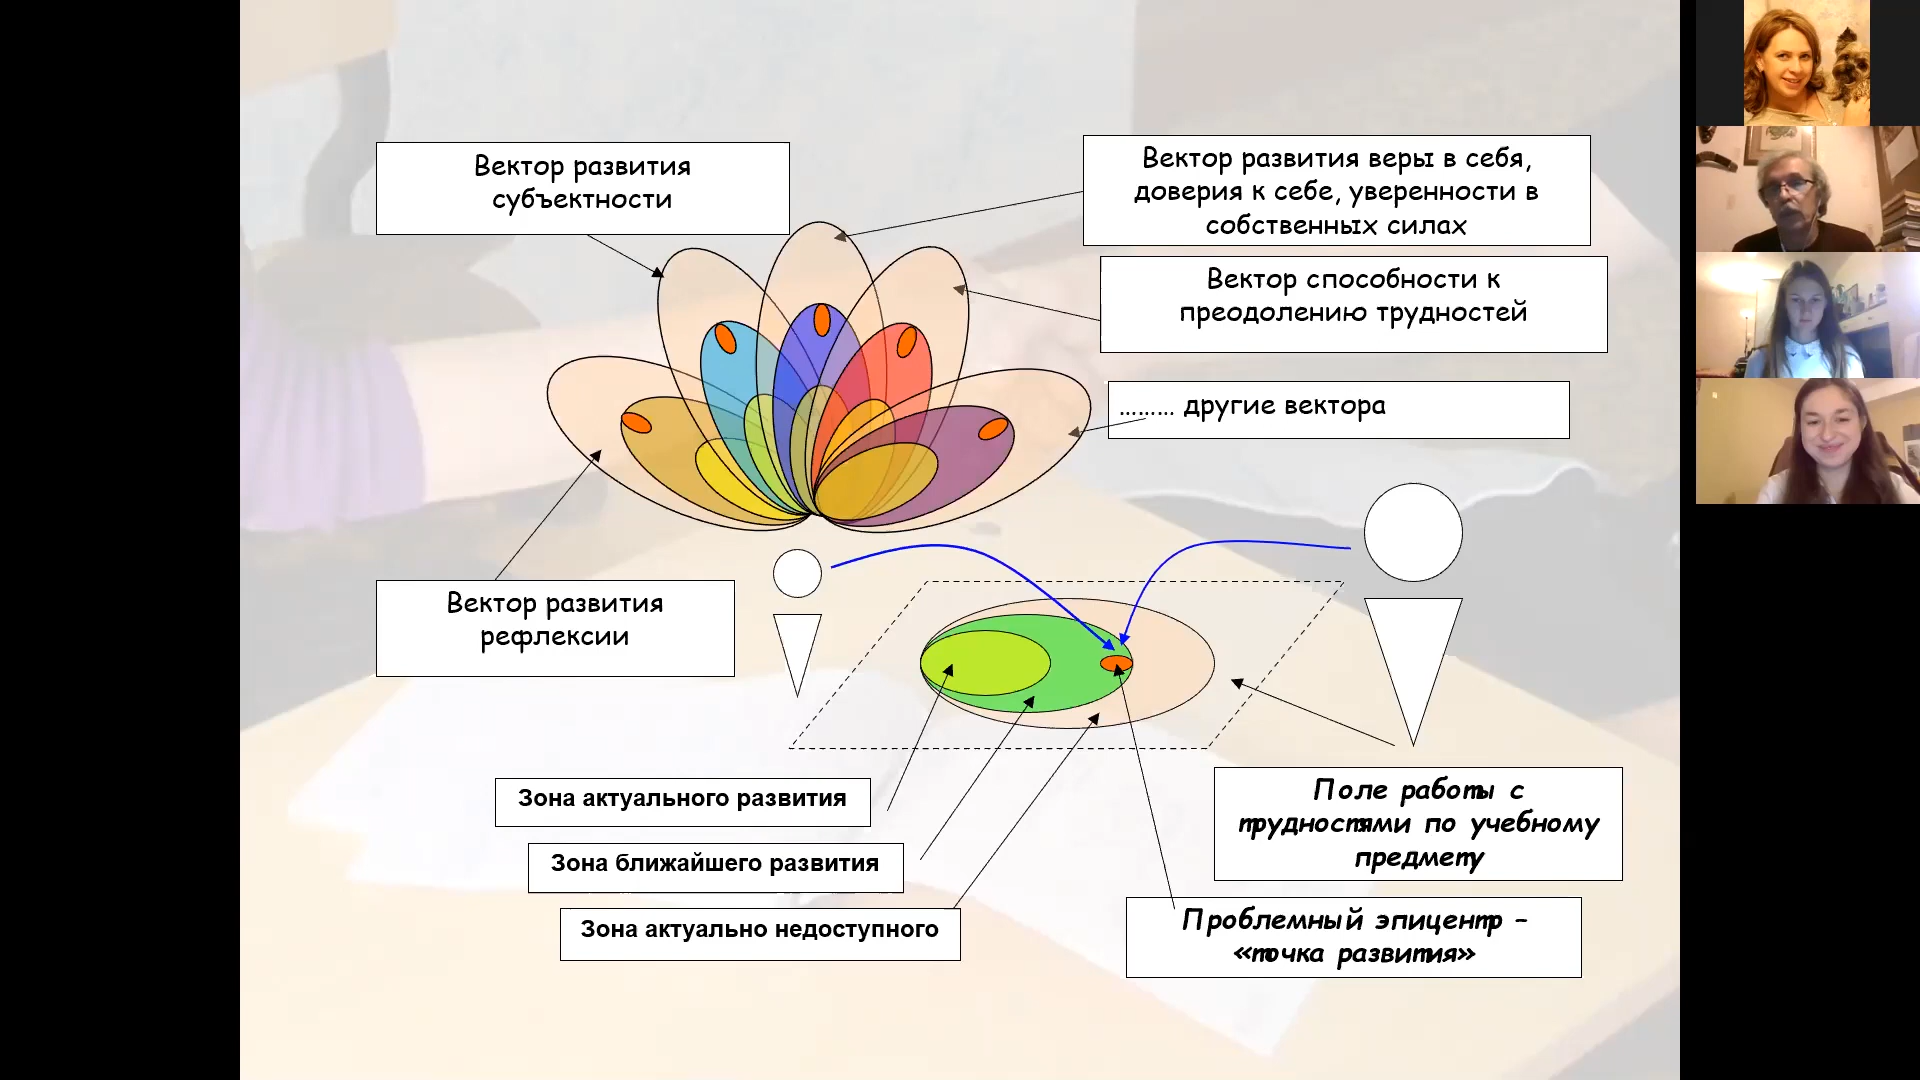 Вектор развития
субъектности
Вектор развития веры в себя,
доверия к себе, уверенности в
собственных силах
Вектор способности к
преодолению трудностей
......... другие вектора
Вектор развития
рефлексии
Зона актуального развития
Зона ближайшего развития
Зона актуально недоступного
Поле работы с
трудностями по учебному
предмету
Проблемный эпицентр –
«точка развития»